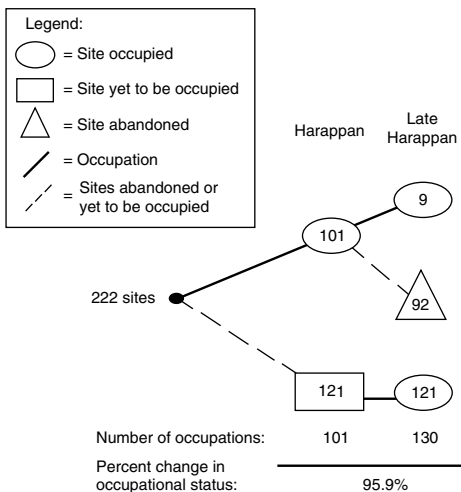 Legend:
= Site occupied
= Site yet to be occupied
= Site abandoned
= Occupation
= Sites abandoned or
yet to be occupied
Harappan
Late
Harappan
9
101
92
222 sites
121
121
Number of occupations: 101 130
Percent change in
occupational status: 95.9%